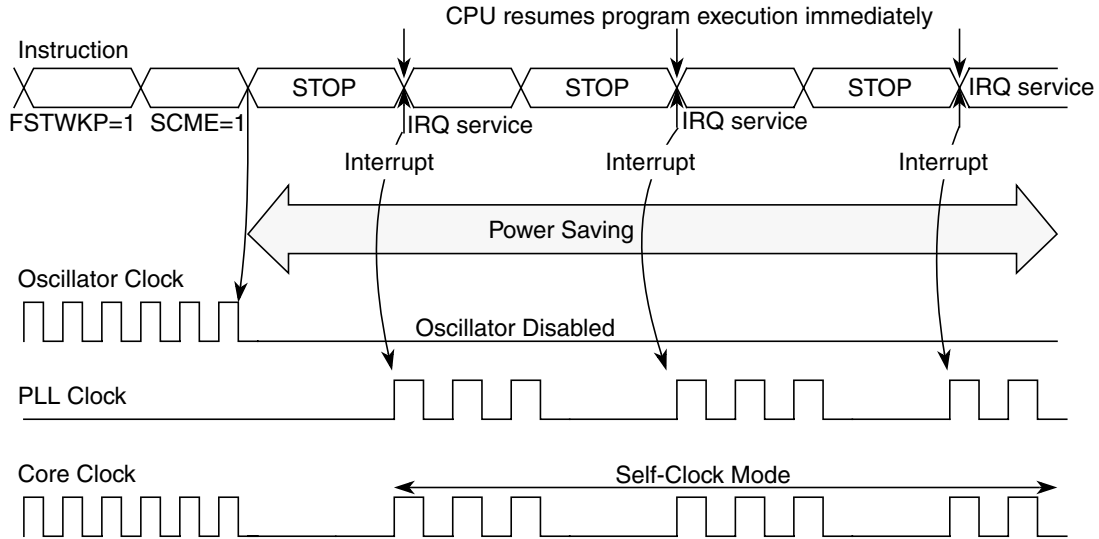 CPU resumes program execution immediately
Instruction
STOP
STOP
STOP
IRQ service
FSTWKP=1
SCME=1
IRQ service
IRQ service
Interrupt
Interrupt
Interrupt
Power Saving
Oscillator Clock
Oscillator Disabled
PLL Clock
Core Clock
Self-Clock Mode